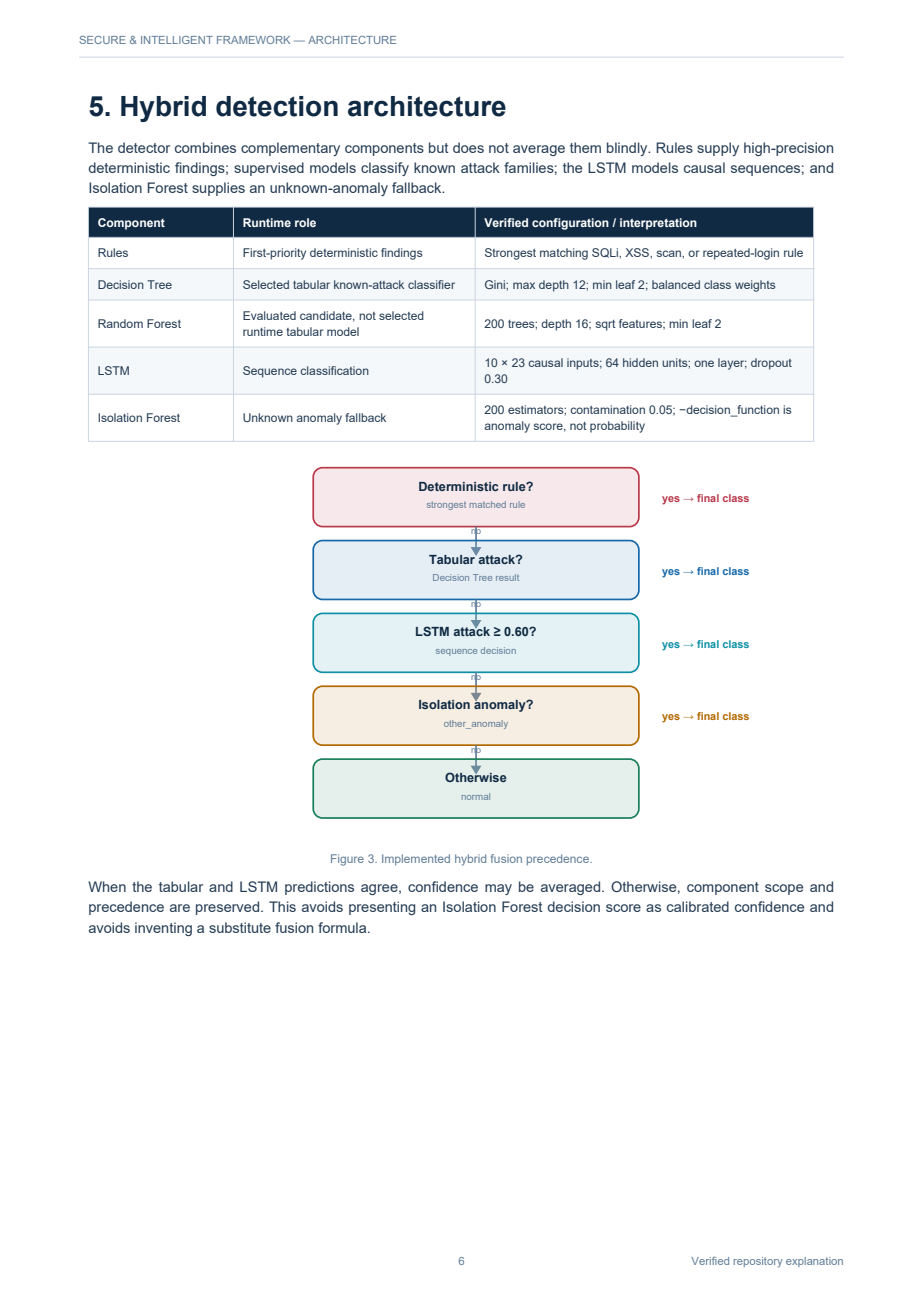 SECURE & INTELLIGENT FRAMEWORK — ARCHITECTURE
5. Hybrid detection architecture
The detector combines complementary components but does not average them blindly. Rules supply high-precision
deterministic findings; supervised models classify known attack families; the LSTM models causal sequences; and
Isolation Forest supplies an unknown-anomaly fallback.
Component Runtime role Verified configuration / interpretation
Rules First-priority deterministic findings Strongest matching SQLi, XSS, scan, or repeated-login rule
Decision Tree Selected tabular known-attack classifier Gini; max depth 12; min leaf 2; balanced class weights
Random Forest Evaluated candidate, not selected
runtime tabular model 200 trees; depth 16; sqrt features; min leaf 2
LSTM Sequence classification 10 × 23 causal inputs; 64 hidden units; one layer; dropout
0.30
Isolation Forest Unknown anomaly fallback 200 estimators; contamination 0.05; −decision_function is
anomaly score, not probability
Deterministic rule?
strongest matched rule
yes → final class
no
Tabular attack?
Decision Tree result
yes → final class
no
LSTM attack ≥ 0.60?
sequence decision
yes → final class
no
Isolation anomaly?
other_anomaly
yes → final class
no
Otherwise
normal
Figure 3. Implemented hybrid fusion precedence.
When the tabular and LSTM predictions agree, confidence may be averaged. Otherwise, component scope and
precedence are preserved. This avoids presenting an Isolation Forest decision score as calibrated confidence and
avoids inventing a substitute fusion formula.
6
Verified repository explanation